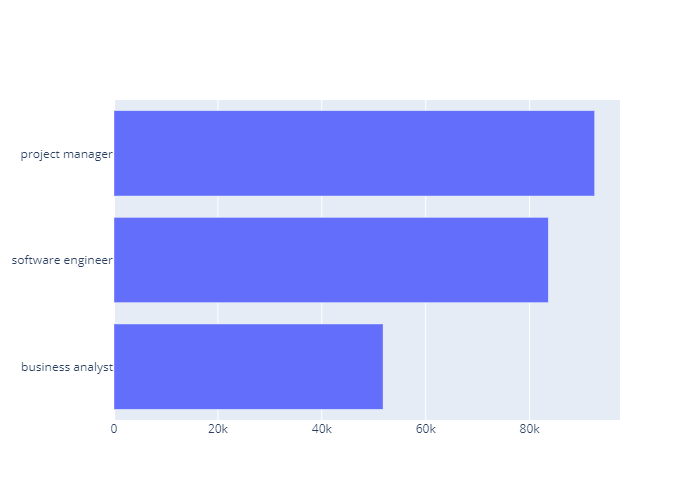 project manager
software engineer
business analyst
0 20k 40k 60k 80k